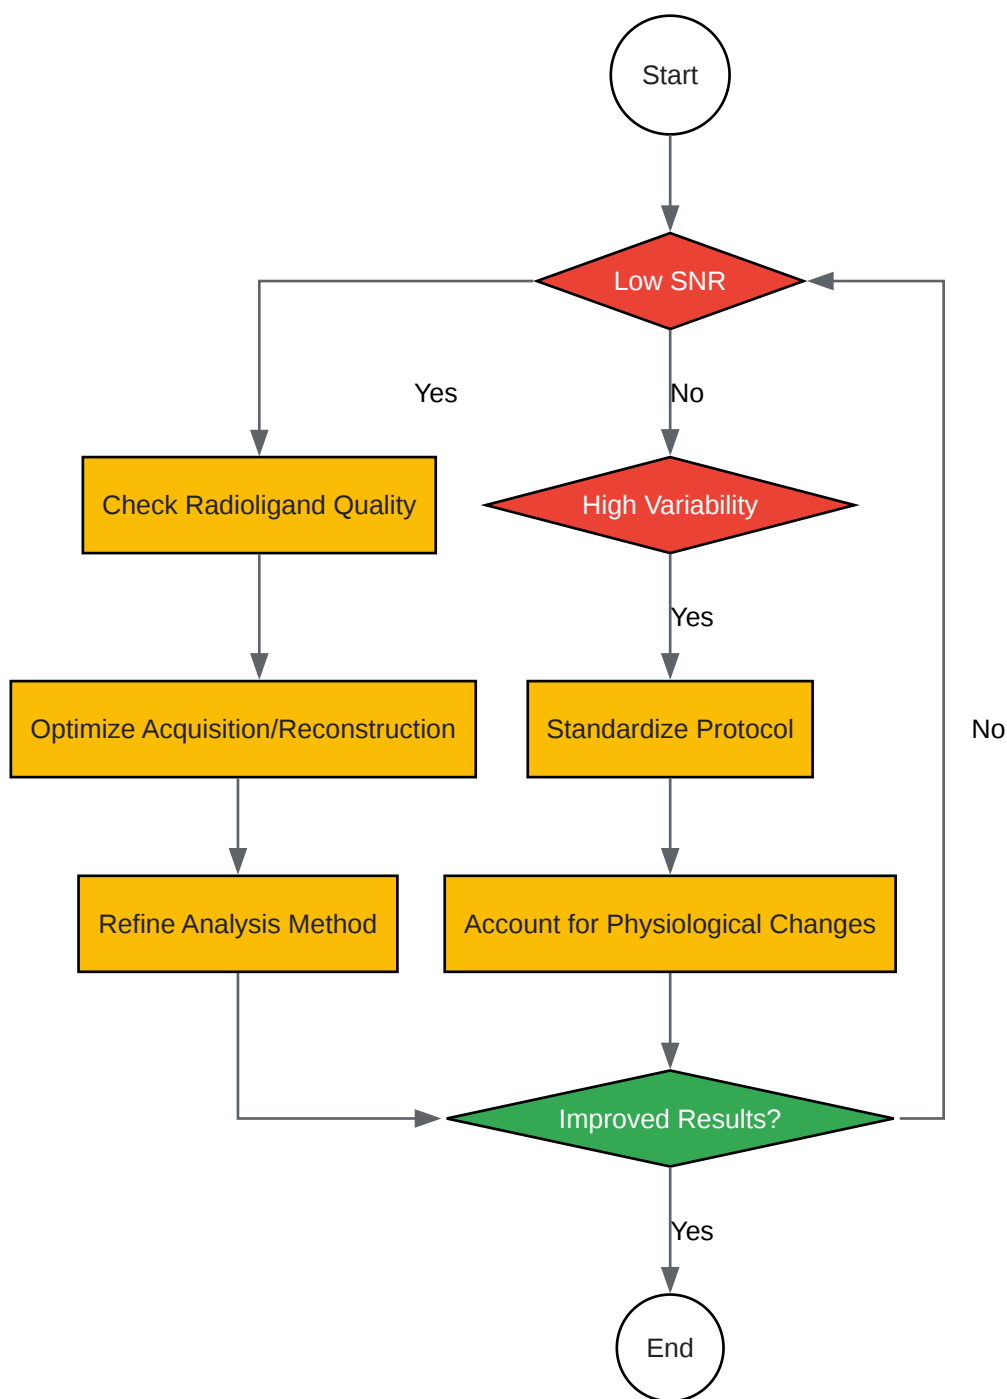 Start
Low SNR
Yes
No
Check Radioligand Quality
High Variability
Yes
Optimize Acquisition/Reconstruction
Standardize Protocol
No
Refine Analysis Method
Account for Physiological Changes
Improved Results?
Yes
End